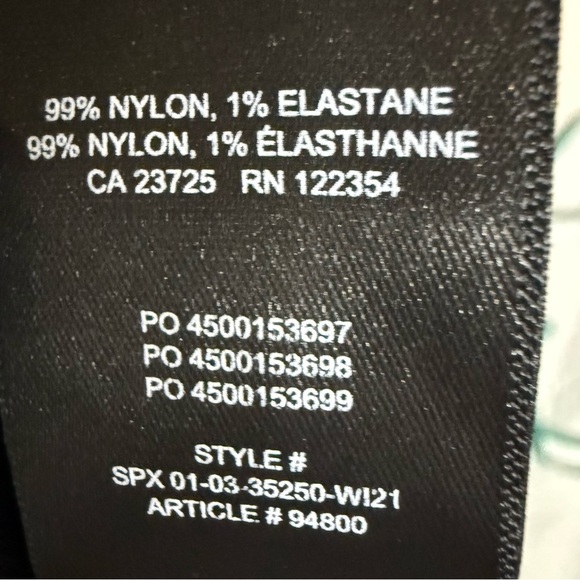 99% NYLON, 1% ELASTANE
99% NYLON, 1% ÉLASTHANNE
CA 23725 RN 122354
PO 4500153697
PO 4500153698
PO 4500153699
STYLE #
SPX 01-03-35250-WI21
ARTICLE # 94800